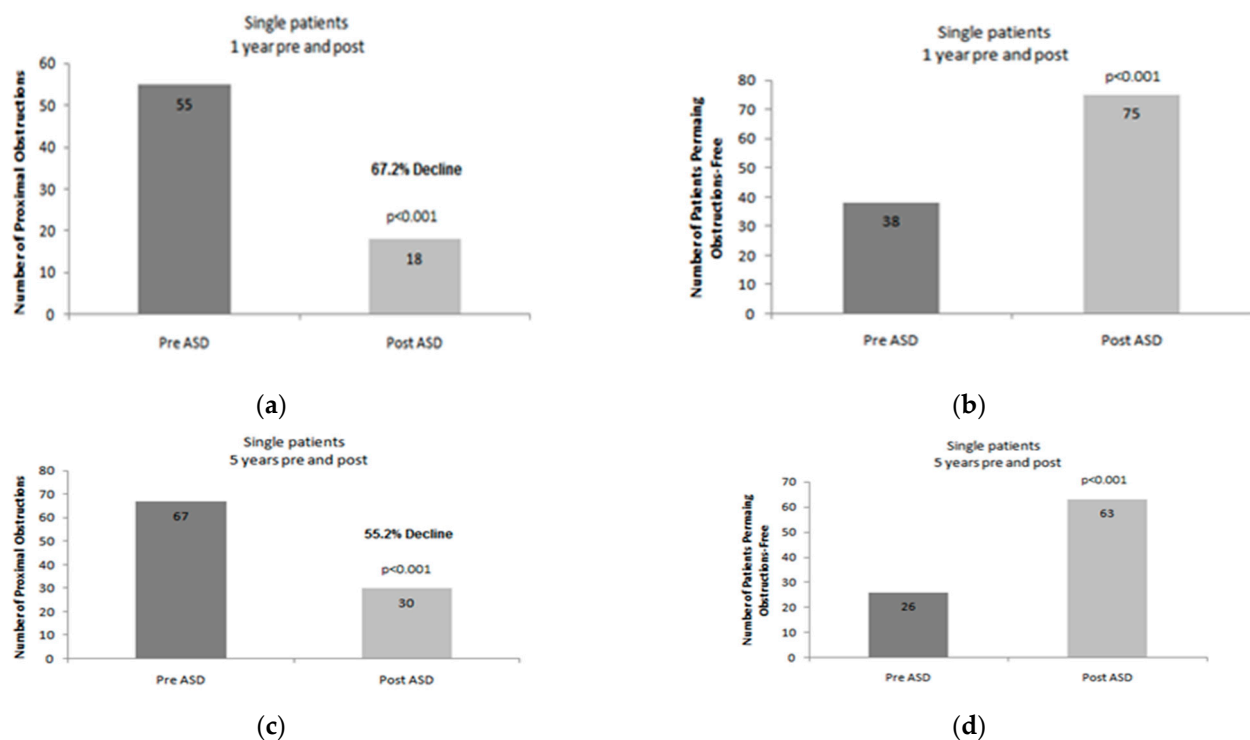 Single patients
1 year pre and post
Number of Proximal Obstructions
60
50
40
30
20
10
0
55
67.2% Decline
p<0.001
18
Pre ASD
Post ASD
(a)
Single patients
1 year pre and post
Number of Patients Permaing
Obstructions-Free
80
70
60
50
40
30
20
10
0
p<0.001
38
75
Pre ASD
Post ASD
(b)
Single patients
5 years pre and post
Number of Proximal Obstructions
80
70
60
50
40
30
20
10
0
67
55.2% Decline
p<0.001
30
Pre ASD
Post ASD
(c)
Single patients
5 years pre and post
Number of Patients Permaing
Obstructions-Free
70
60
50
40
30
20
10
0
p<0.001
26
63
Pre ASD
Post ASD
(d)